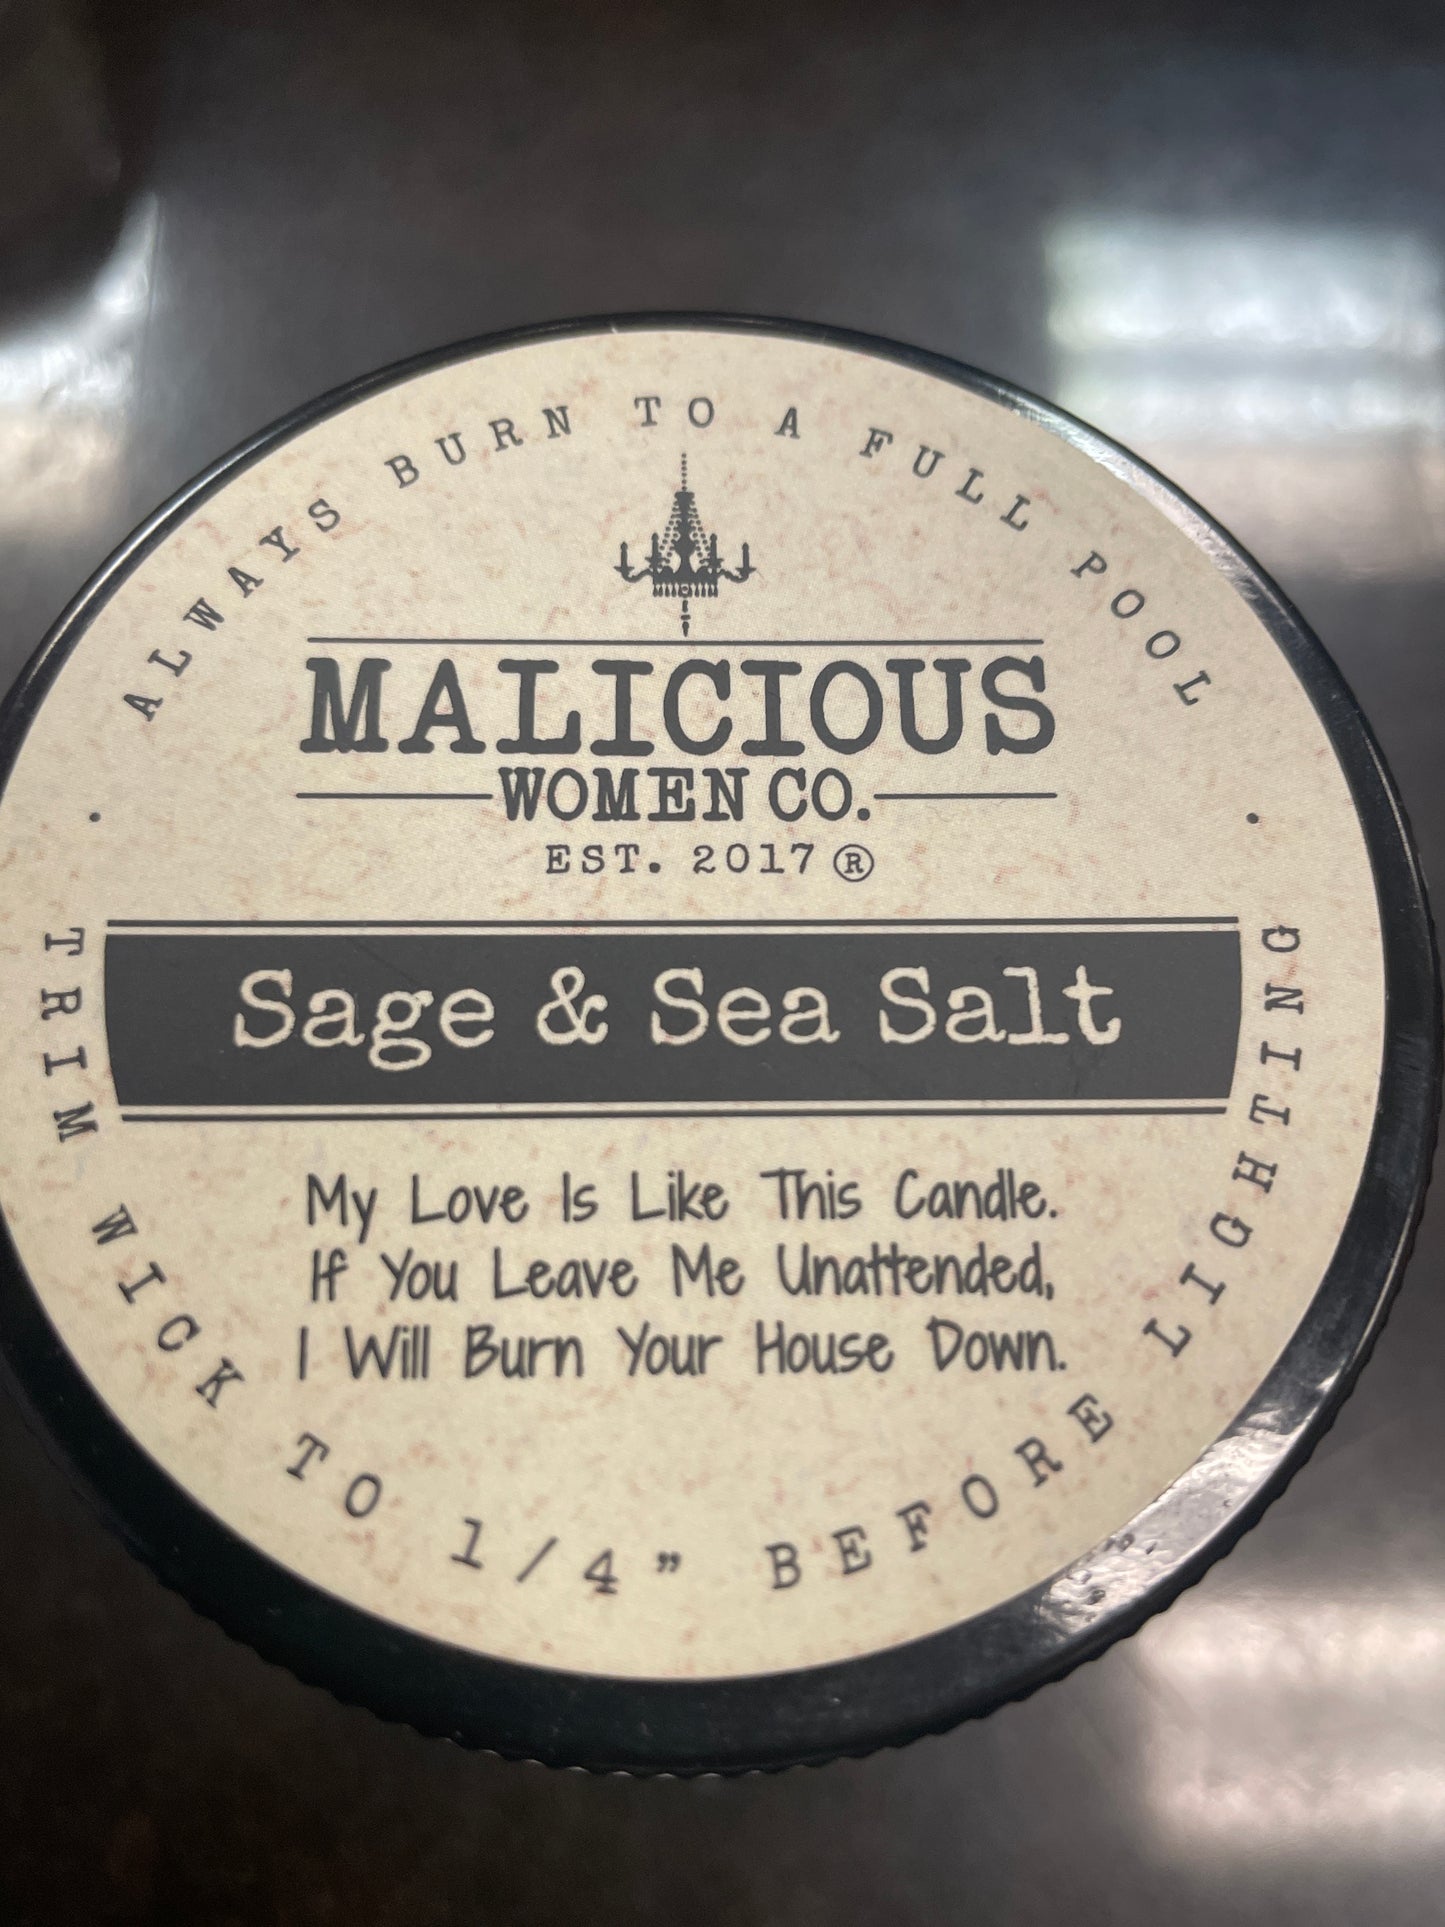 ALWAYS BURN TO A FULL POOL
MALICIOUS
WOMEN CO.
EST. 2017 ®
Sage & Sea Salt
My Love Is Like This Candle.
If You Leave Me Unattended,
I Will Burn Your House Down.
TRIM WICK TO 1/4” BEFORE LIGHTING